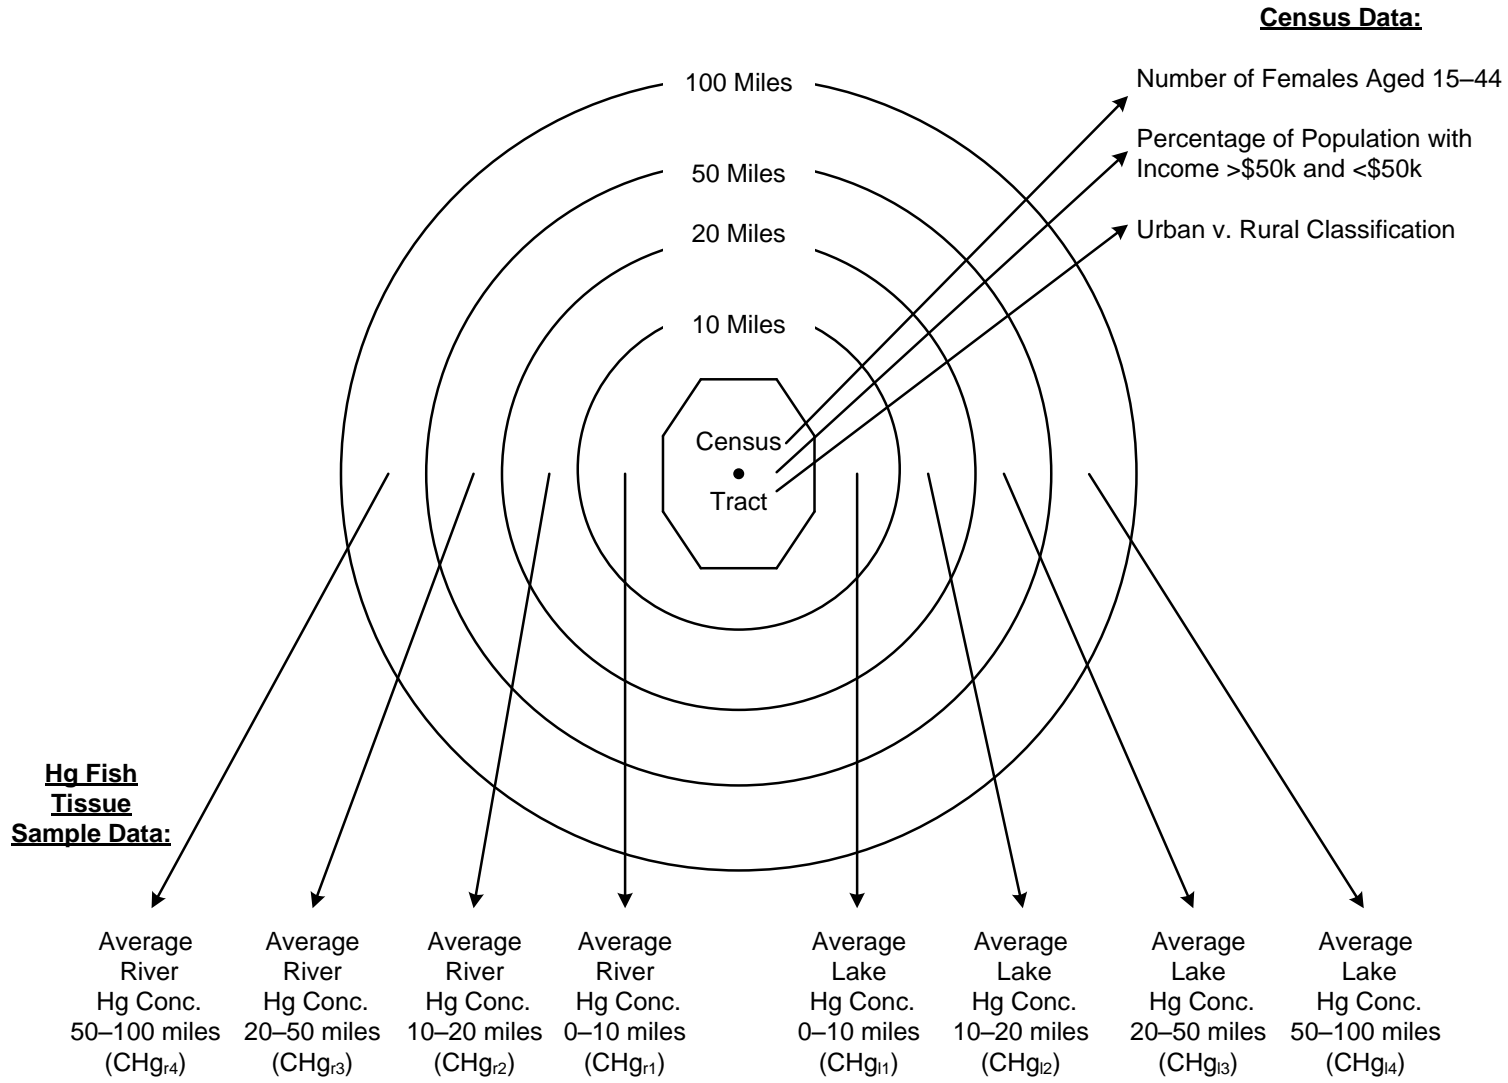 Census Data:
Number of Females Aged 15–44
Percentage of Population with
Income >$50k and <$50k
Urban v. Rural Classification
100 Miles
50 Miles
20 Miles
10 Miles
Census
Tract
Hg Fish
Tissue
Sample Data:
Average
River
Hg Conc.
50–100 miles
(CHgr4)
Average
River
Hg Conc.
20–50 miles
(CHgr3)
Average
River
Hg Conc.
10–20 miles
(CHgr2)
Average
River
Hg Conc.
0–10 miles
(CHgr1)
Average
Lake
Hg Conc.
0–10 miles
(CHgl1)
Average
Lake
Hg Conc.
10–20 miles
(CHgl2)
Average
Lake
Hg Conc.
20–50 miles
(CHgl3)
Average
Lake
Hg Conc.
50–100 miles
(CHgl4)